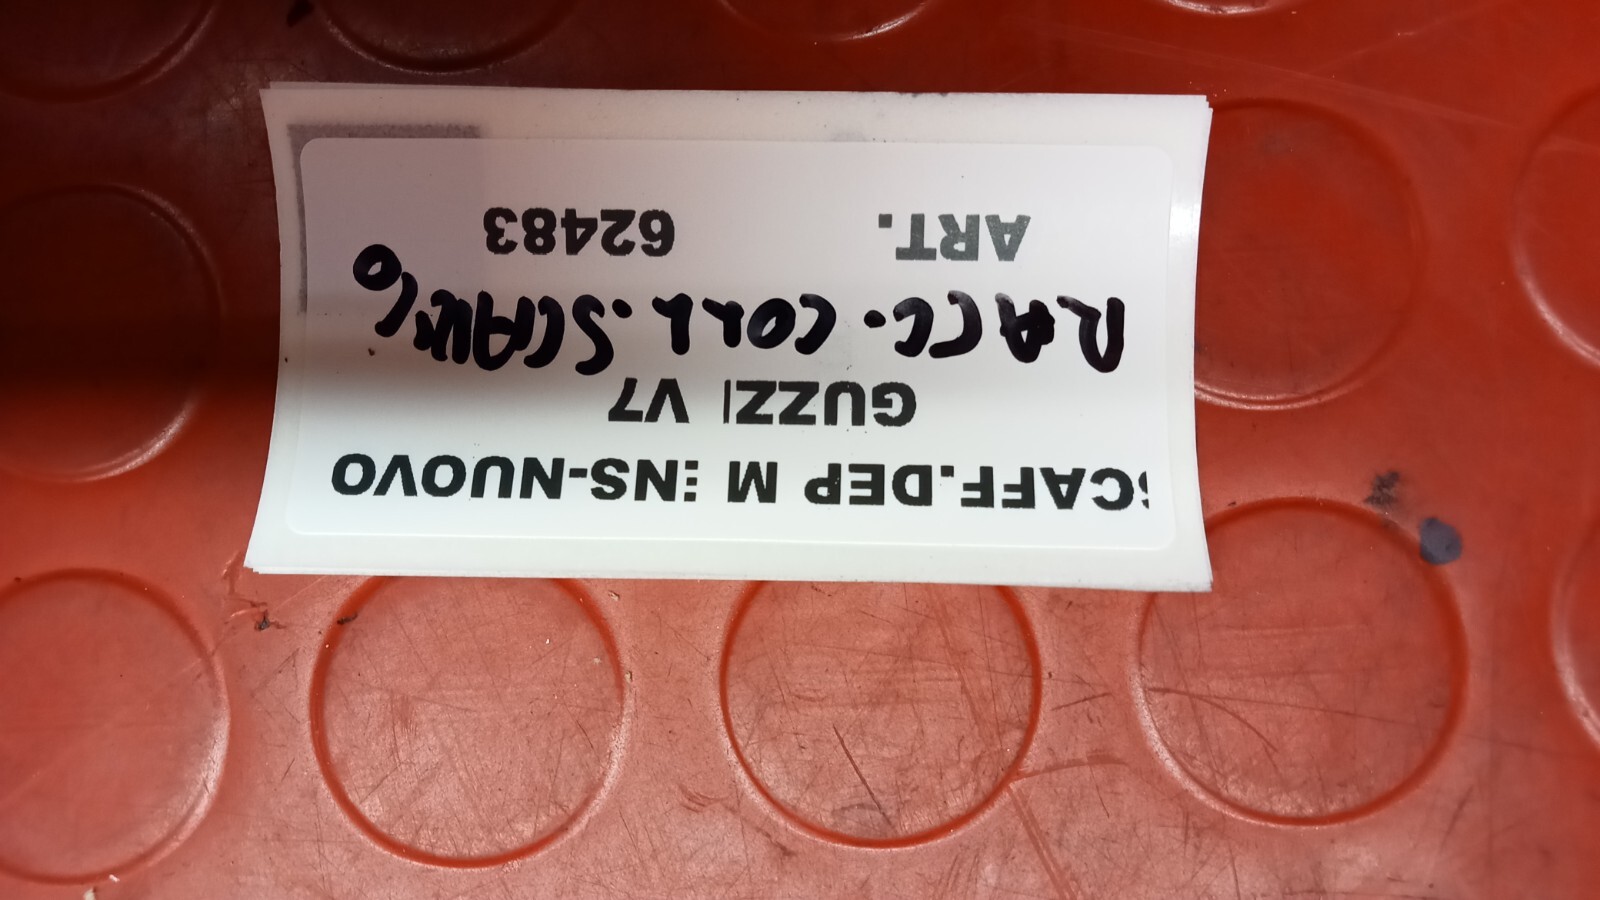 SCAFF.DEP M ENS-NUOVO
GUZZI V7
RACC. COLL. SCARICO
ART. 62483